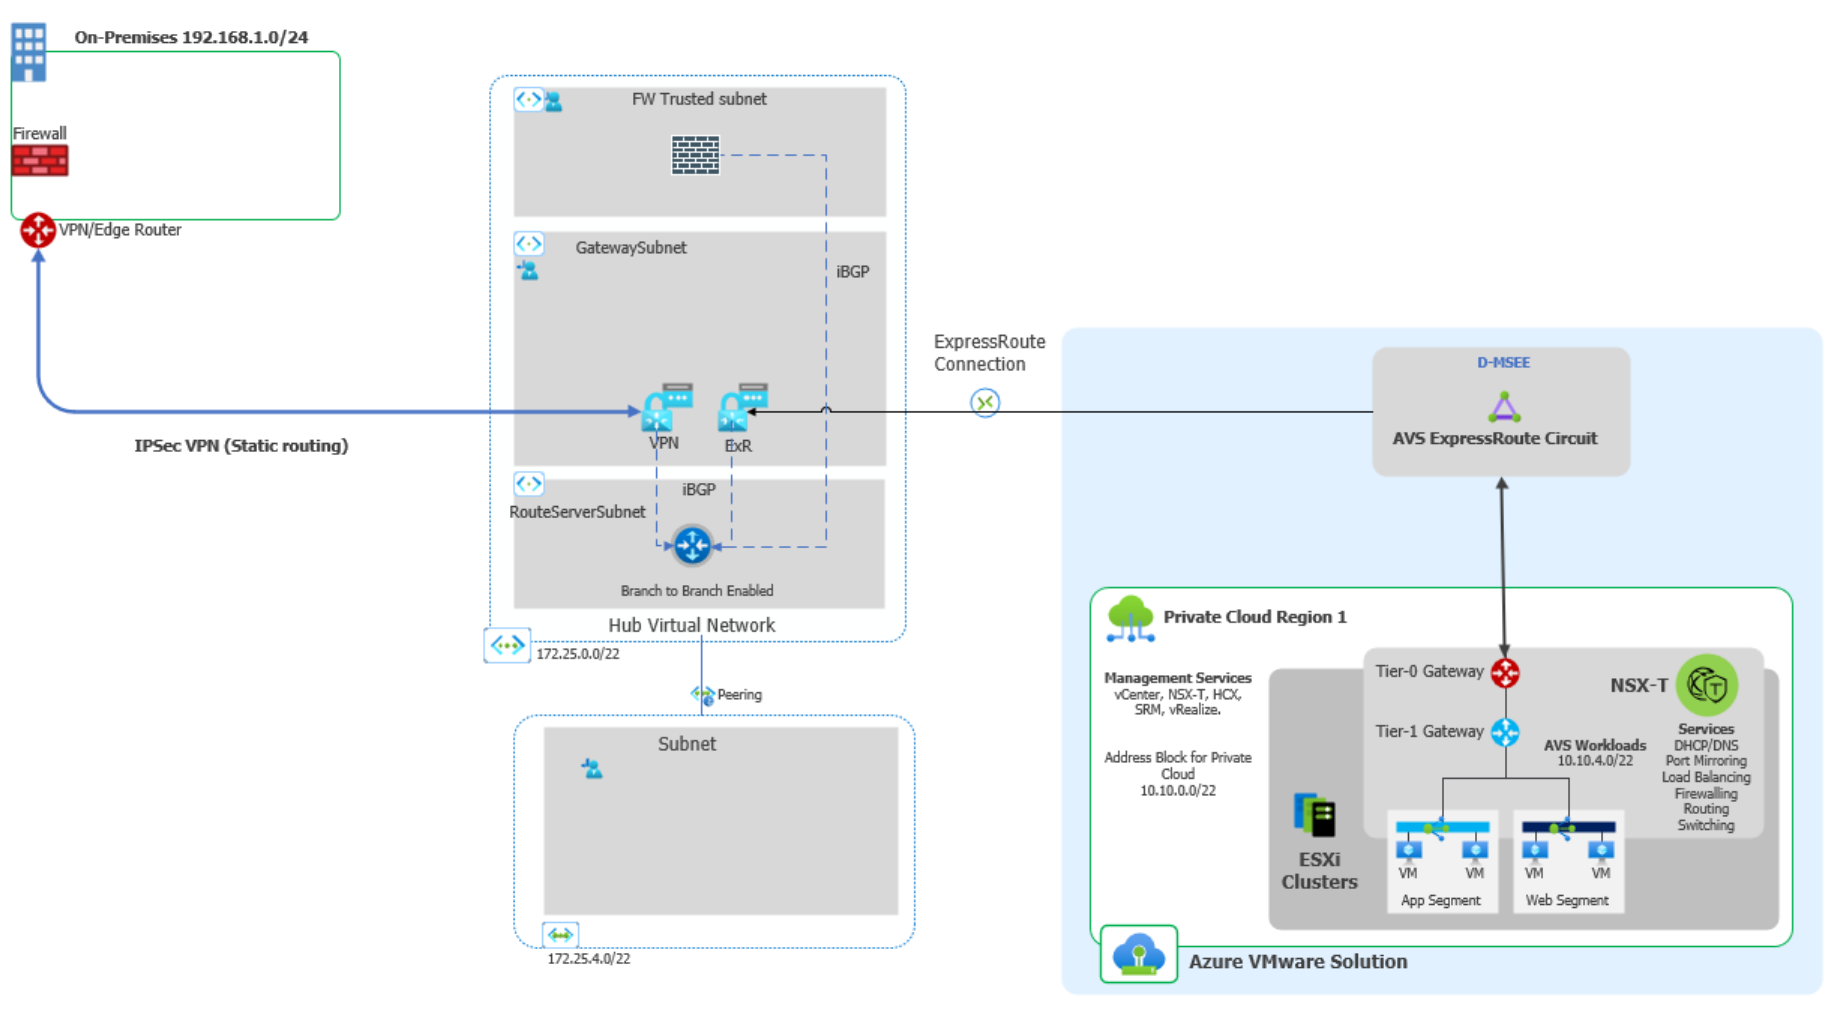 On-Premises 192.168.1.0/24
Firewall
VPN/Edge Router
IPSec VPN (Static routing)
FW Trusted subnet
GatewaySubnet
iBGP
VPN
ExR
iBGP
RouteServerSubnet
Branch to Branch Enabled
Hub Virtual Network
172.25.0.0/22
Peering
Subnet
172.25.4.0/22
ExpressRoute
Connection
D-MSEE
AVS ExpressRoute Circuit
Private Cloud Region 1
Management Services
vCenter, NSX-T, HCX,
SRM, vRealize.
Address Block for Private
Cloud
10.10.0.0/22
Tier-0 Gateway
Tier-1 Gateway
NSX-T
T
AVS Workloads
10.10.4.0/22
Services
DHCP/DNS
Port Mirroring
Load Balancing
Firewalling
Routing
Switching
ESXi
Clusters
VM
VM
App Segment
VM
VM
Web Segment
Azure VMware Solution